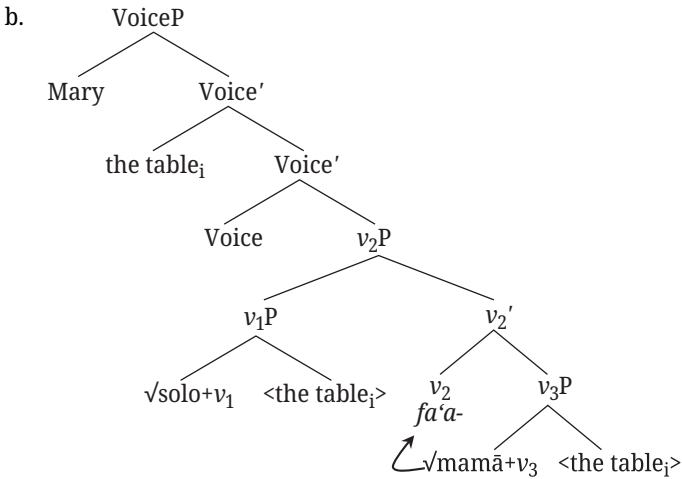 b.
VoiceP
Mary Voice′
the tableᵢ Voice′
Voice v₂P
v₁P v₂′
√solo+v₁ <the tableᵢ> v₂ v₃P
fa‘a-
√mamā+v₃ <the tableᵢ>